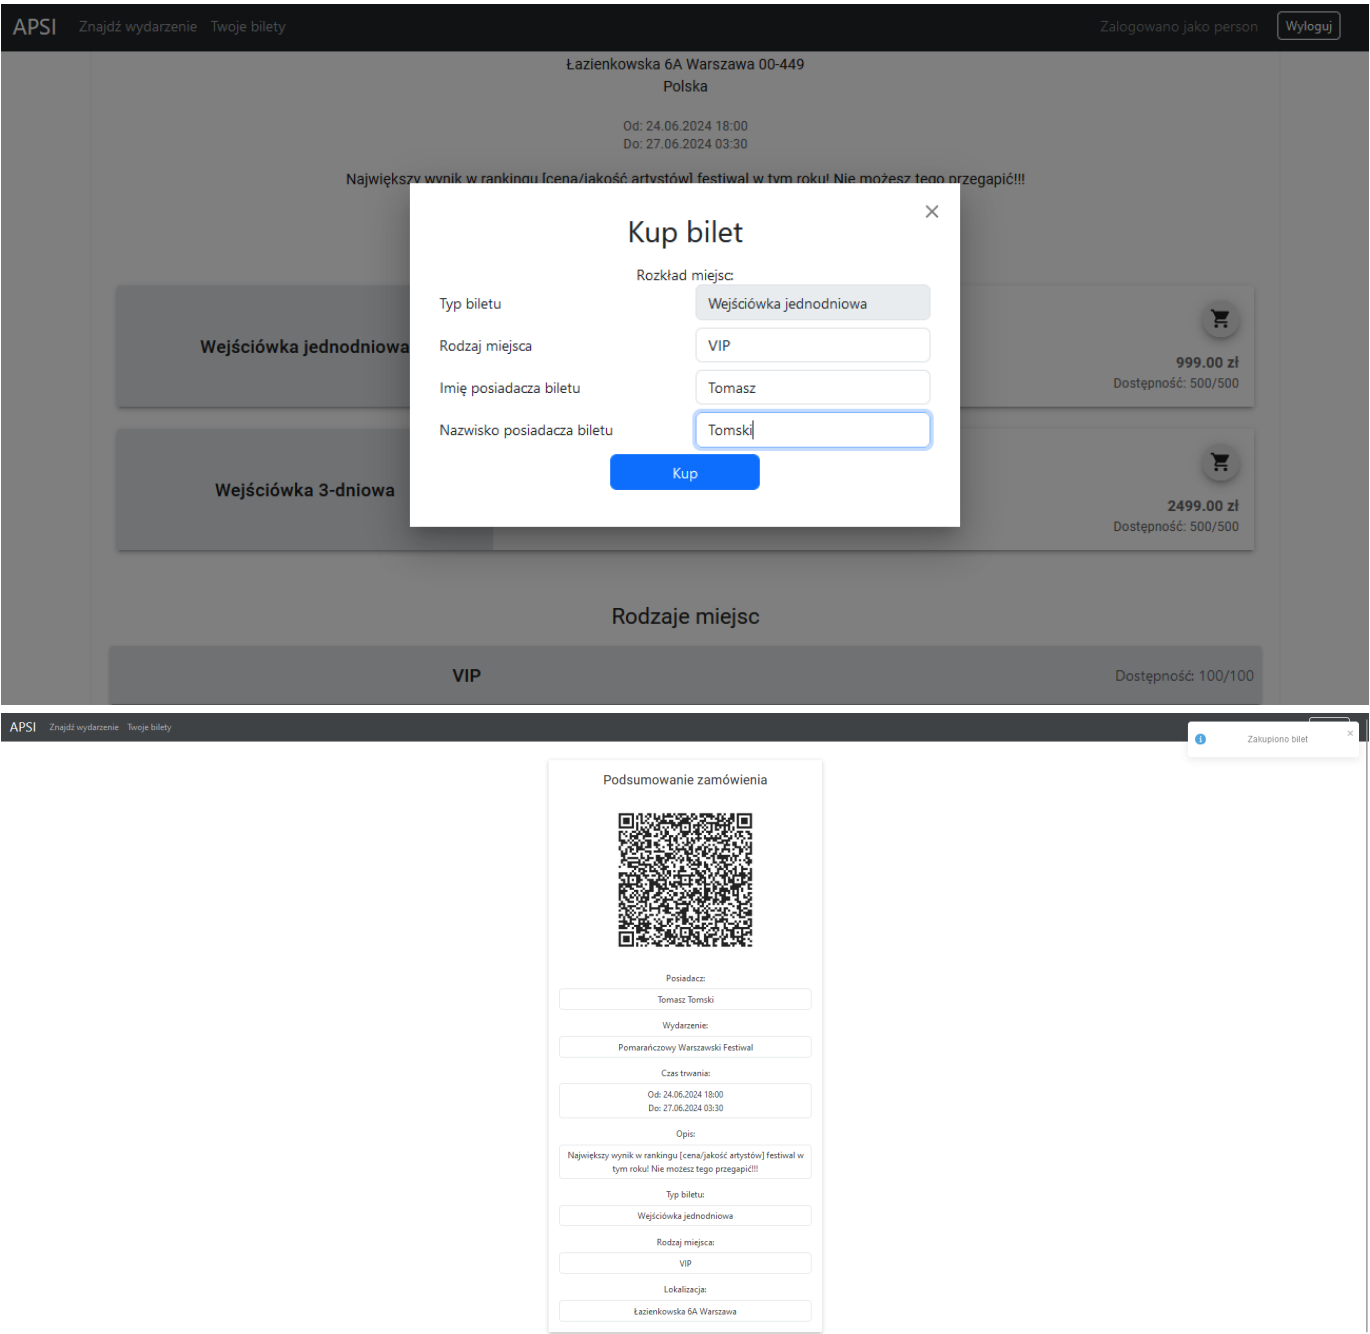 APSI Znajdź wydarzenie Twoje bilety Zalogowano jako person Wyloguj
Łazienkowska 6A Warszawa 00-449
Polska
Od: 24.06.2024 18:00
Do: 27.06.2024 03:30
Największy wynik w rankingu [cena/jakość artystów] festiwal w tym roku! Nie możesz tego przegapić!!!
Kup bilet
Rozkład miejsc:
Typ biletu Wejściówka jednodniowa
Rodzaj miejsca VIP
Imię posiadacza biletu Tomasz
Nazwisko posiadacza biletu Tomski
Kup
Wejściówka jednodniowa
999.00 zł
Dostępność: 500/500
Wejściówka 3-dniowa
2499.00 zł
Dostępność: 500/500
Rodzaje miejsc
VIP Dostępność: 100/100
APSI Znajdź wydarzenie Twoje bilety
Zakupiono bilet
Podsumowanie zamówienia
Posiadacz:
Tomasz Tomski
Wydarzenie:
Pomarańczowy Warszawski Festiwal
Czas trwania:
Od: 24.06.2024 18:00
Do: 27.06.2024 03:30
Opis:
Największy wynik w rankingu [cena/jakość artystów] festiwal w
tym roku! Nie możesz tego przegapić!!!
Typ biletu:
Wejściówka jednodniowa
Rodzaj miejsca:
VIP
Lokalizacja:
Łazienkowska 6A Warszawa